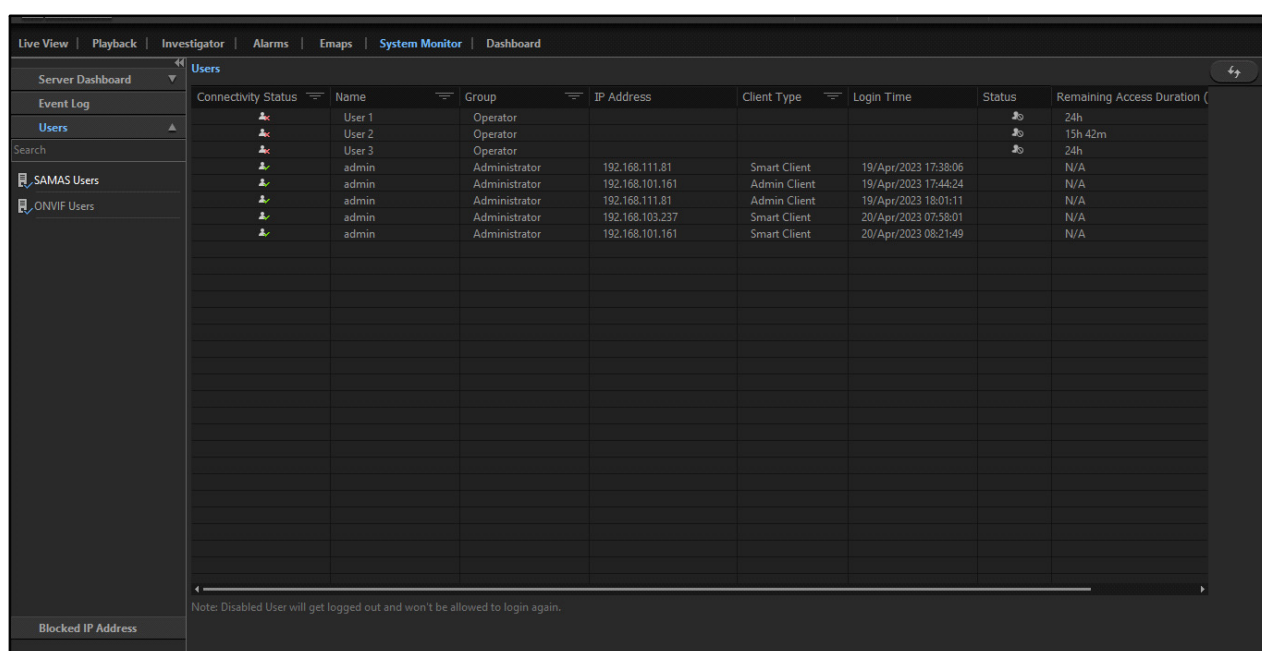 Live View | Playback | Investigator | Alarms | Emaps | System Monitor | Dashboard
Server Dashboard
Event Log
Users
Search
SAMAS Users
ONVIF Users
Blocked IP Address
Users
Connectivity Status Name Group IP Address Client Type Login Time Status Remaining Access Duration (
User 1 Operator 24h
User 2 Operator 15h 42m
User 3 Operator 24h
admin Administrator 192.168.111.81 Smart Client 19/Apr/2023 17:38:06 N/A
admin Administrator 192.168.101.161 Admin Client 19/Apr/2023 17:44:24 N/A
admin Administrator 192.168.111.81 Admin Client 19/Apr/2023 18:01:11 N/A
admin Administrator 192.168.103.237 Smart Client 20/Apr/2023 07:58:01 N/A
admin Administrator 192.168.101.161 Smart Client 20/Apr/2023 08:21:49 N/A
Note: Disabled User will get logged out and won't be allowed to login again.